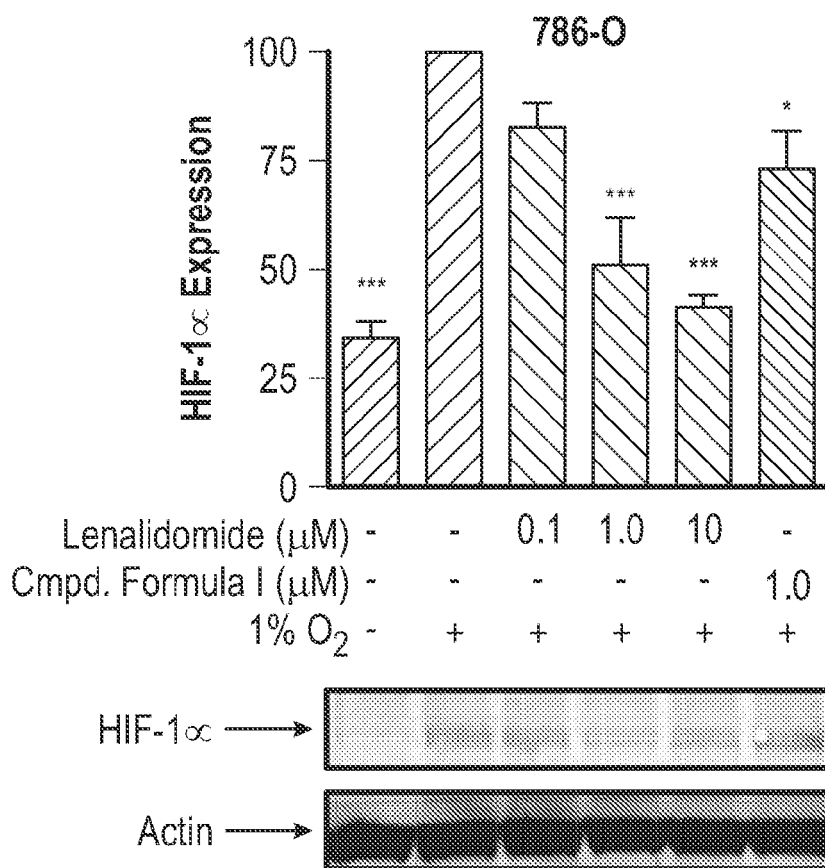 786-O
HIF-1∝ Expression
100
75
50
25
0
***
***
***
*
Lenalidomide (μM) - - 0.1 1.0 10 -
Cmpd. Formula I (μM) - - - - - 1.0
1% O₂ - + + + + +
HIF-1∝
Actin